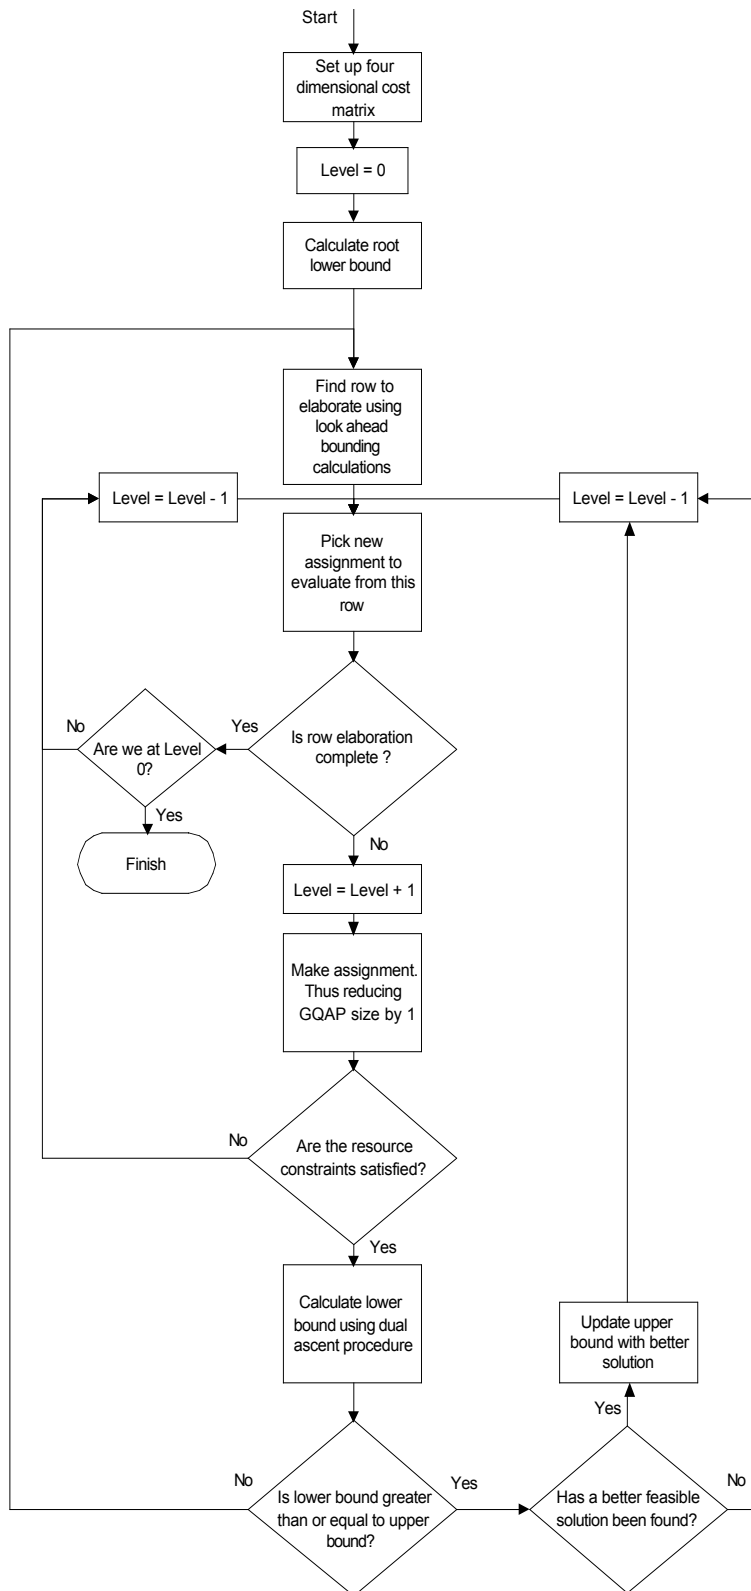 Start
Set up four
dimensional cost
matrix
Level = 0
Calculate root
lower bound
Find row to
elaborate using
look ahead
bounding
calculations
Level = Level - 1
Level = Level - 1
Pick new
assignment to
evaluate from this
row
No
Yes
Are we at Level
0?
Is row elaboration
complete ?
Yes
No
Finish
Level = Level + 1
Make assignment.
Thus reducing
GQAP size by 1
No
Are the resource
constraints satisfied?
Yes
Calculate lower
bound using dual
ascent procedure
Update upper
bound with better
solution
Yes
No
Is lower bound greater
than or equal to upper
bound?
Yes
Has a better feasible
solution been found?
No